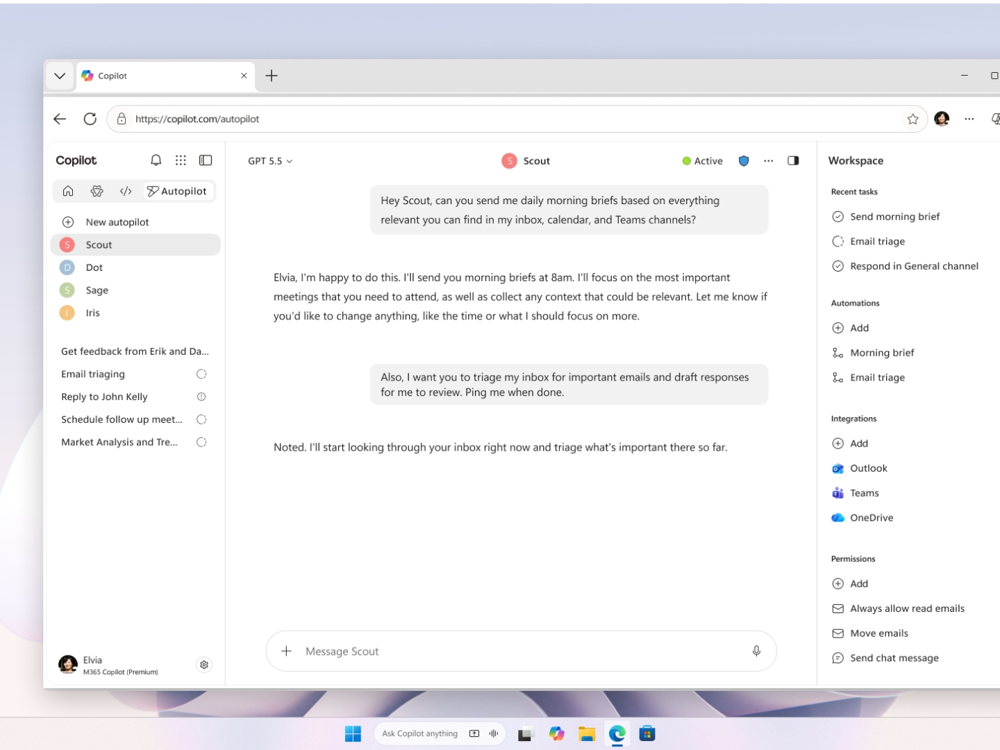 Copilot
https://copilot.com/autopilot
Copilot
Autopilot
New autopilot
S Scout
D Dot
S Sage
I Iris
Get feedback from Erik and Da...
Email triaging
Reply to John Kelly
Schedule follow up meet...
Market Analysis and Tre...
Elvia
M365 Copilot (Premium)
GPT 5.5
S Scout
Active
Hey Scout, can you send me daily morning briefs based on everything
relevant you can find in my inbox, calendar, and Teams channels?
Elvia, I'm happy to do this. I'll send you morning briefs at 8am. I'll focus on the most important
meetings that you need to attend, as well as collect any context that could be relevant. Let me know if
you'd like to change anything, like the time or what I should focus on more.
Also, I want you to triage my inbox for important emails and draft responses
for me to review. Ping me when done.
Noted. I'll start looking through your inbox right now and triage what's important there so far.
Message Scout
Workspace
Recent tasks
Send morning brief
Email triage
Respond in General channel
Automations
Add
Morning brief
Email triage
Integrations
Add
Outlook
Teams
OneDrive
Permissions
Add
Always allow read emails
Move emails
Send chat message
Ask Copilot anything